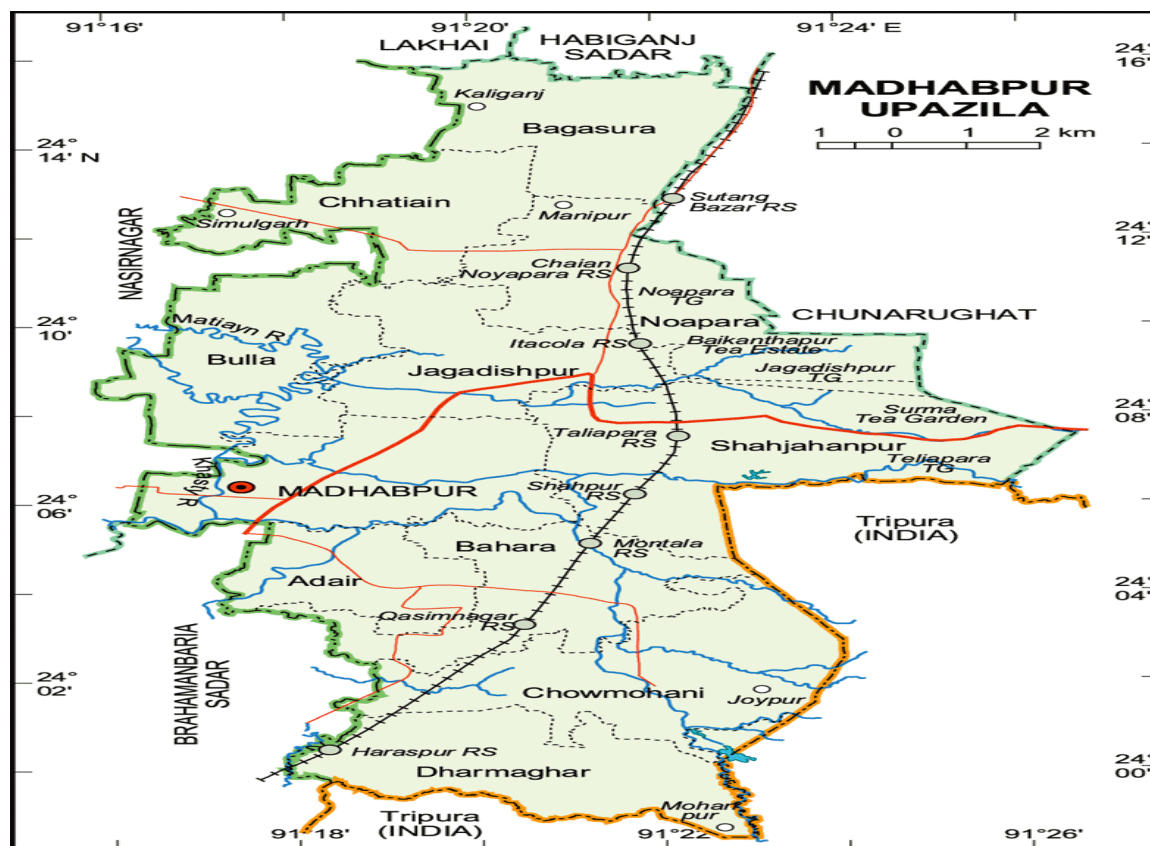 91° 16'
91° 20'
91° 24' E
LAKHAI
HABIGANJ
SADAR
24°
16'
MADHABPUR
UPAZILA
1 0 1 2 km
Kaliganj
Bagasura
24°
14' N
Chhatiain
Manipur
Sutang
Bazar RS
Simulgarh
24°
12'
NASIRNAGAR
Chaian
Noyapara RS
Noapara
TG
CHUNARUGHAT
24°
10'
Matiayn R
Noapara
Itacola RS
Baikanthapur
Tea Estate
Bulla
Jagadishpur
Jagadishpur
TG
24°
08'
Surma
Tea Garden
Taliapara
RS
Shahjahanpur
Teliapara
TG
Khasty R
MADHABPUR
Shahpur
RS
24°
06'
Tripura
(INDIA)
Bahara
Montala
RS
Adair
24°
04'
Qasimnagar
RS
24°
02'
BRAHAMANBARIA
SADAR
Chowmohani
Joypur
Haraspur RS
24°
00'
Dharmaghar
Mohan
pur
Tripura
(INDIA)
91° 18'
91° 22'
91° 26'